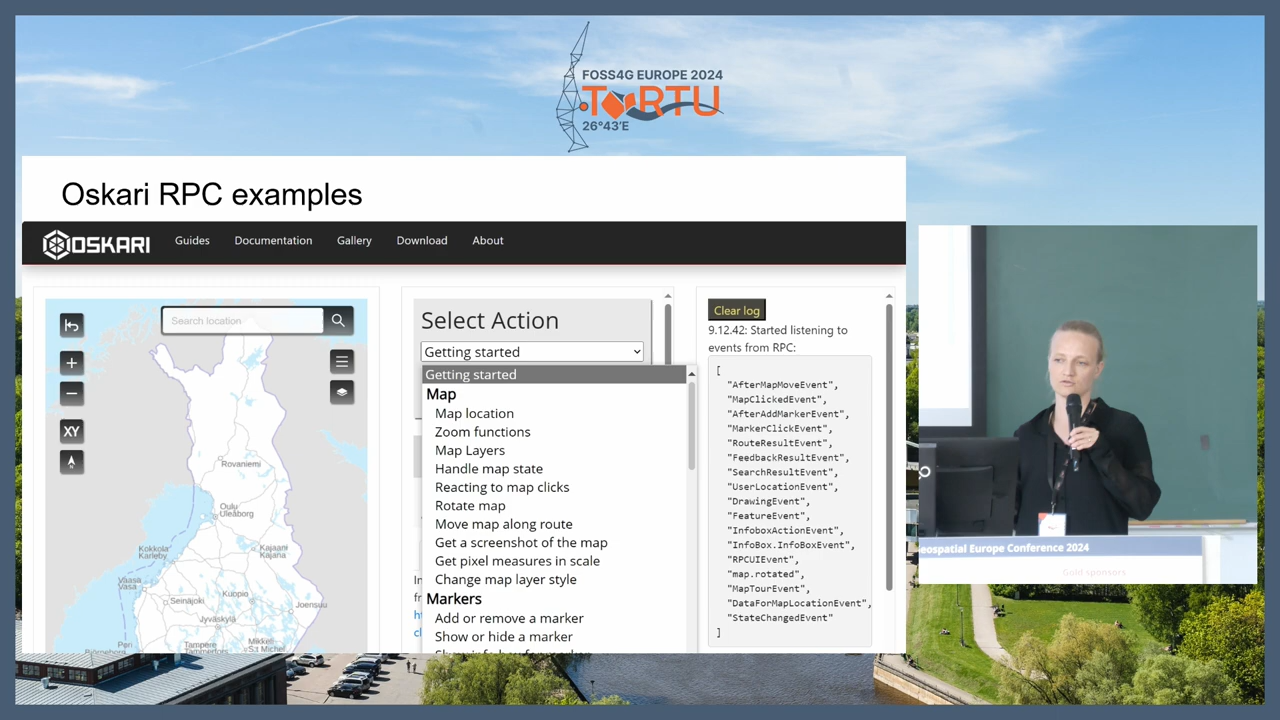 FOSS4G EUROPE 2024
TARTU
26°43'E
Oskari RPC examples
OSKARI
Guides
Documentation
Gallery
Download
About
Search location
XY
Rovaniemi
Oulu
Uleåborg
Kokkola
Karleby
Kajaani
Kajana
Vaasa
Vasa
Seinäjoki
Kuopio
Joensuu
Jyväskylä
Mikkeli
S:t Michel
Pori
Tampere
Tammerfors
Select Action
Getting started
Getting started
Map
Map location
Zoom functions
Map Layers
Handle map state
Reacting to map clicks
Rotate map
Move map along route
Get a screenshot of the map
Get pixel measures in scale
Change map layer style
Markers
Add or remove a marker
Show or hide a marker
Clear log
9.12.42: Started listening to
events from RPC:
[
"AfterMapMoveEvent",
"MapClickedEvent",
"AfterAddMarkerEvent",
"MarkerClickEvent",
"RouteResultEvent",
"FeedbackResultEvent",
"SearchResultEvent",
"UserLocationEvent",
"DrawingEvent",
"FeatureEvent",
"InfoboxActionEvent",
"InfoBox.InfoBoxEvent",
"RPCUIEvent",
"map.rotated",
"MapTourEvent",
"DataForMapLocationEvent",
"StateChangedEvent"
]
eospatial Europe Conference 2024
Gold sponsors